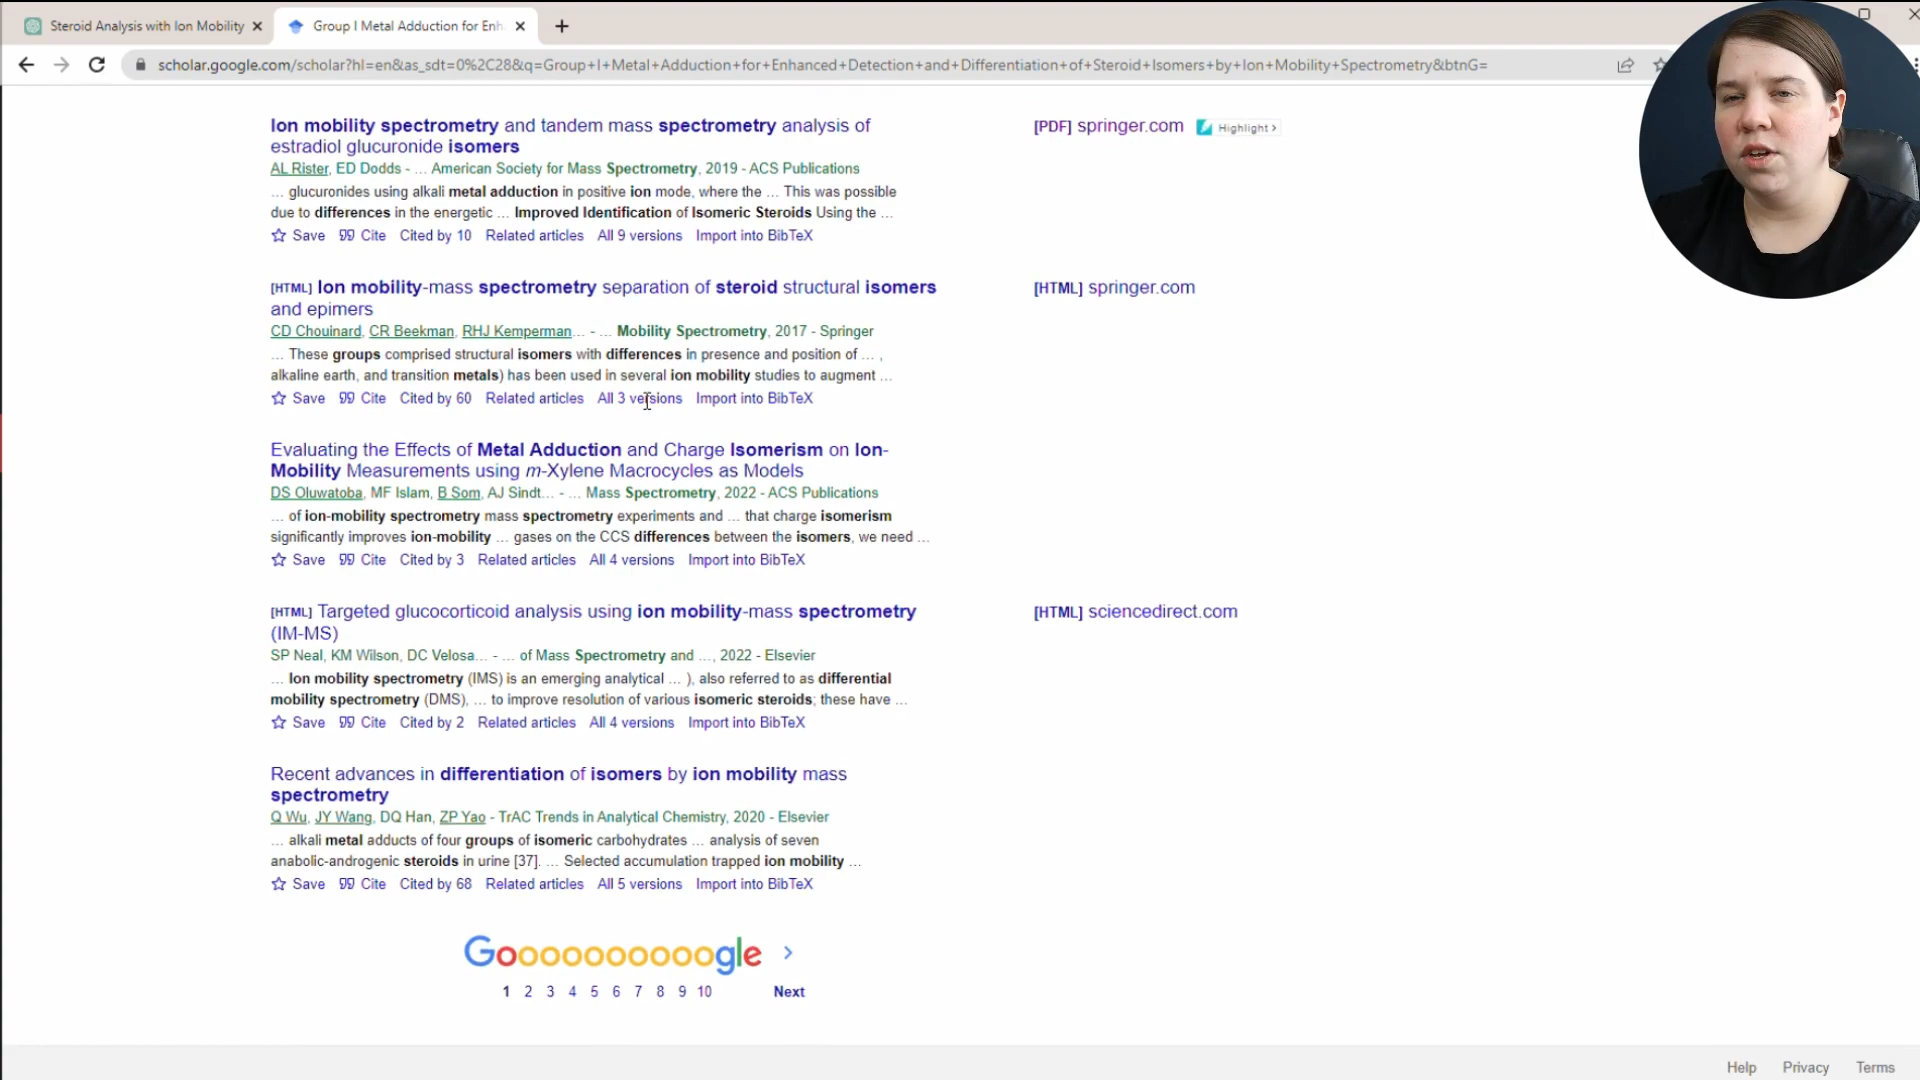 Steroid Analysis with Ion Mobility
Group I Metal Adduction for Enh
scholar.google.com/scholar?hl=en&as_sdt=0%2C28&q=Group+I+Metal+Adduction+for+Enhanced+Detection+and+Differentiation+of+Steroid+Isomers+by+Ion+Mobility+Spectrometry&btnG=
Ion mobility spectrometry and tandem mass spectrometry analysis of
estradiol glucuronide isomers
[PDF] springer.com Highlight >
AL Rister, ED Dodds - … American Society for Mass Spectrometry, 2019 - ACS Publications
… glucuronides using alkali metal adduction in positive ion mode, where the … This was possible
due to differences in the energetic … Improved Identification of Isomeric Steroids Using the …
Save Cite Cited by 10 Related articles All 9 versions Import into BibTeX
[HTML] Ion mobility-mass spectrometry separation of steroid structural isomers
and epimers
[HTML] springer.com
CD Chouinard, CR Beekman, RHJ Kemperman… - … Mobility Spectrometry, 2017 - Springer
… These groups comprised structural isomers with differences in presence and position of … ,
alkaline earth, and transition metals) has been used in several ion mobility studies to augment …
Save Cite Cited by 60 Related articles All 3 versions Import into BibTeX
Evaluating the Effects of Metal Adduction and Charge Isomerism on Ion-
Mobility Measurements using m-Xylene Macrocycles as Models
DS Oluwatoba, MF Islam, B Som, AJ Sindt… - … Mass Spectrometry, 2022 - ACS Publications
… of ion-mobility spectrometry mass spectrometry experiments and … that charge isomerism
significantly improves ion-mobility … gases on the CCS differences between the isomers, we need …
Save Cite Cited by 3 Related articles All 4 versions Import into BibTeX
[HTML] Targeted glucocorticoid analysis using ion mobility-mass spectrometry
(IM-MS)
[HTML] sciencedirect.com
SP Neal, KM Wilson, DC Velosa… - … of Mass Spectrometry and …, 2022 - Elsevier
… Ion mobility spectrometry (IMS) is an emerging analytical … ), also referred to as differential
mobility spectrometry (DMS), … to improve resolution of various isomeric steroids; these have …
Save Cite Cited by 2 Related articles All 4 versions Import into BibTeX
Recent advances in differentiation of isomers by ion mobility mass
spectrometry
Q Wu, JY Wang, DQ Han, ZP Yao - TrAC Trends in Analytical Chemistry, 2020 - Elsevier
… alkali metal adducts of four groups of isomeric carbohydrates … analysis of seven
anabolic-androgenic steroids in urine [37]. … Selected accumulation trapped ion mobility …
Save Cite Cited by 68 Related articles All 5 versions Import into BibTeX
Goooooooooogle >
1 2 3 4 5 6 7 8 9 10 Next
Help Privacy Terms